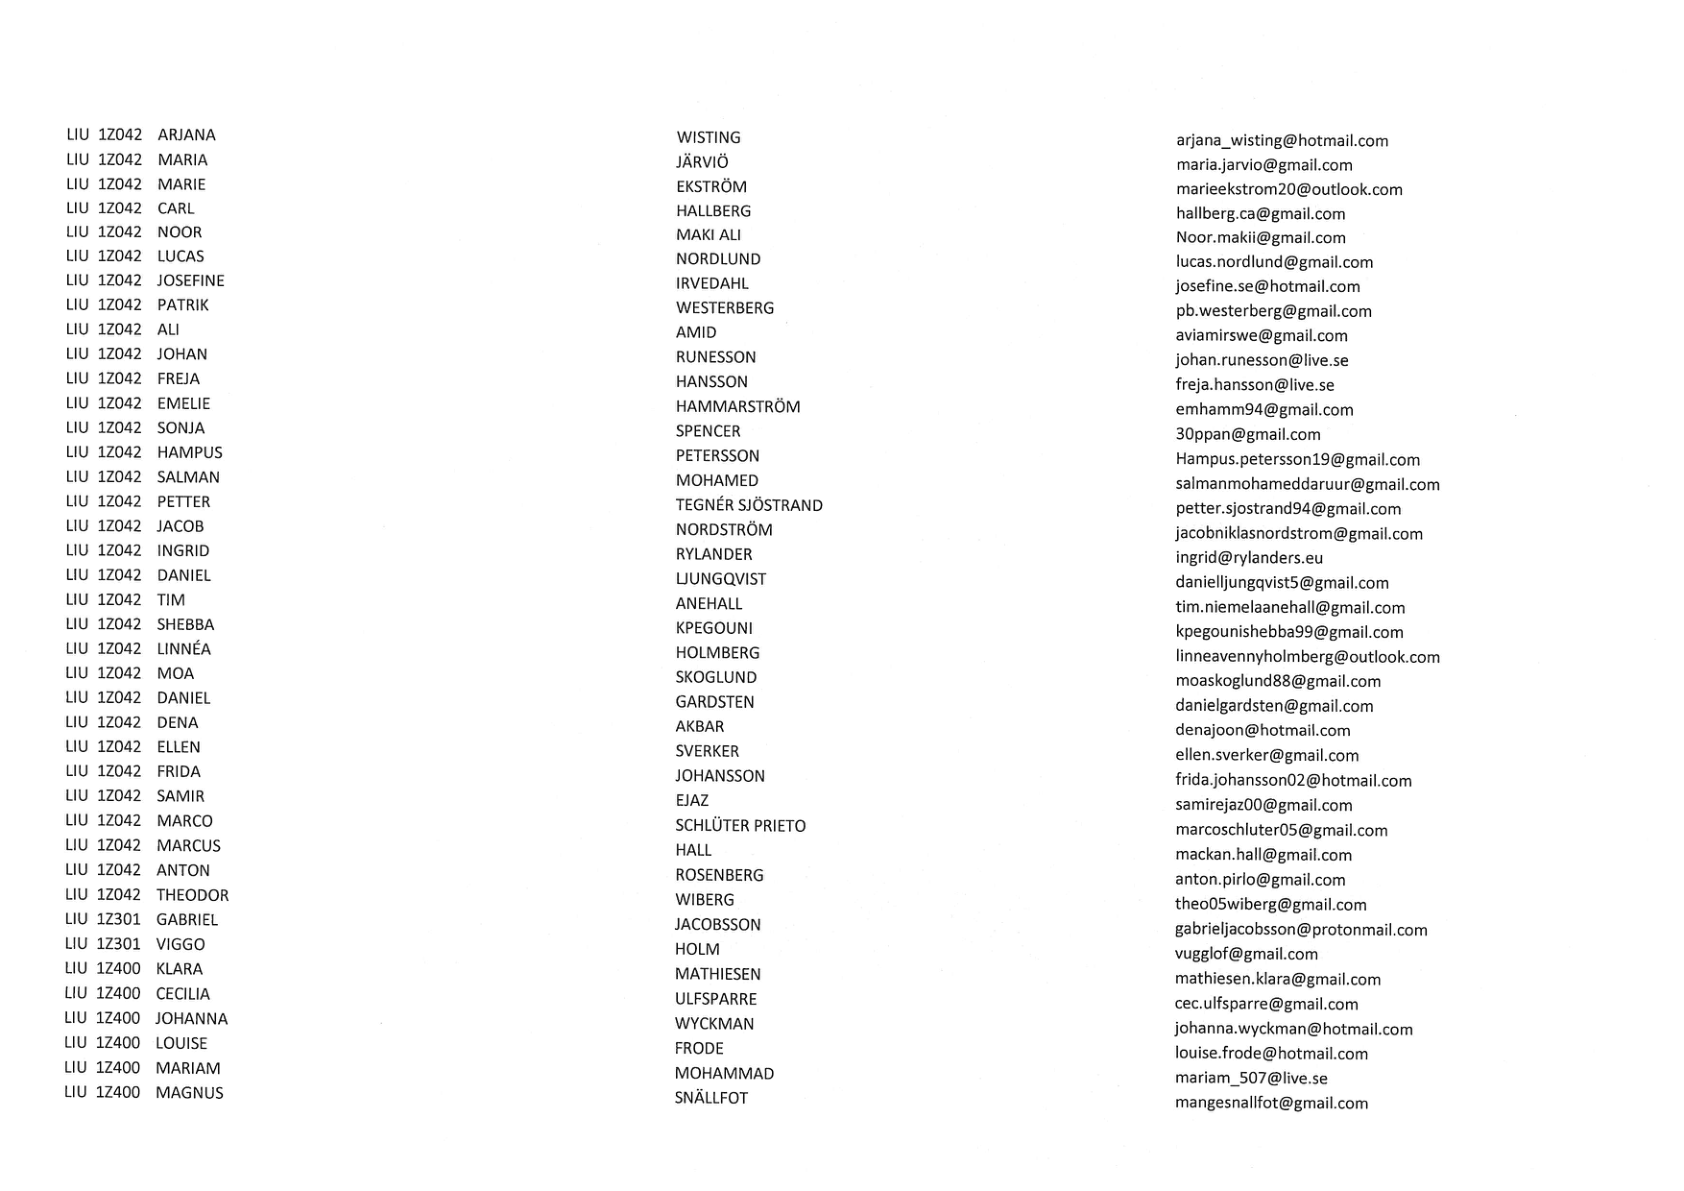 LIU 1Z042 ARJANA WISTING arjana_wisting@hotmail.com
LIU 1Z042 MARIA JÄRVIÖ maria.jarvio@gmail.com
LIU 1Z042 MARIE EKSTRÖM marieekstrom20@outlook.com
LIU 1Z042 CARL HALLBERG hallberg.ca@gmail.com
LIU 1Z042 NOOR MAKI ALI Noor.makii@gmail.com
LIU 1Z042 LUCAS NORDLUND lucas.nordlund@gmail.com
LIU 1Z042 JOSEFINE IRVEDAHL josefine.se@hotmail.com
LIU 1Z042 PATRIK WESTERBERG pb.westerberg@gmail.com
LIU 1Z042 ALI AMID aviamirswe@gmail.com
LIU 1Z042 JOHAN RUNESSON johan.runesson@live.se
LIU 1Z042 FREJA HANSSON freja.hansson@live.se
LIU 1Z042 EMELIE HAMMARSTRÖM emhamm94@gmail.com
LIU 1Z042 SONJA SPENCER 30ppan@gmail.com
LIU 1Z042 HAMPUS PETERSSON Hampus.petersson19@gmail.com
LIU 1Z042 SALMAN MOHAMED salmanmohameddaruur@gmail.com
LIU 1Z042 PETTER TEGNÉR SJÖSTRAND petter.sjostrand94@gmail.com
LIU 1Z042 JACOB NORDSTRÖM jacobniklasnordstrom@gmail.com
LIU 1Z042 INGRID RYLANDER ingrid@rylanders.eu
LIU 1Z042 DANIEL LJUNGQVIST danielljungqvist5@gmail.com
LIU 1Z042 TIM ANEHALL tim.niemelaanehall@gmail.com
LIU 1Z042 SHEBBA KPEGOUNI kpegounishebba99@gmail.com
LIU 1Z042 LINNÉA HOLMBERG linneavennyholmberg@outlook.com
LIU 1Z042 MOA SKOGLUND moaskoglund88@gmail.com
LIU 1Z042 DANIEL GARDSTEN danielgardsten@gmail.com
LIU 1Z042 DENA AKBAR denajoon@hotmail.com
LIU 1Z042 ELLEN SVERKER ellen.sverker@gmail.com
LIU 1Z042 FRIDA JOHANSSON frida.johansson02@hotmail.com
LIU 1Z042 SAMIR EJAZ samirejaz00@gmail.com
LIU 1Z042 MARCO SCHLÜTER PRIETO marcoschluter05@gmail.com
LIU 1Z042 MARCUS HALL mackan.hall@gmail.com
LIU 1Z042 ANTON ROSENBERG anton.pirlo@gmail.com
LIU 1Z042 THEODOR WIBERG theo05wiberg@gmail.com
LIU 1Z301 GABRIEL JACOBSSON gabrieljacobsson@protonmail.com
LIU 1Z301 VIGGO HOLM vugglof@gmail.com
LIU 1Z400 KLARA MATHIESEN mathiesen.klara@gmail.com
LIU 1Z400 CECILIA ULFSPARRE cec.ulfsparre@gmail.com
LIU 1Z400 JOHANNA WYCKMAN johanna.wyckman@hotmail.com
LIU 1Z400 LOUISE FRODE louise.frode@hotmail.com
LIU 1Z400 MARIAM MOHAMMAD mariam_507@live.se
LIU 1Z400 MAGNUS SNÄLLFOT mangesnallfot@gmail.com